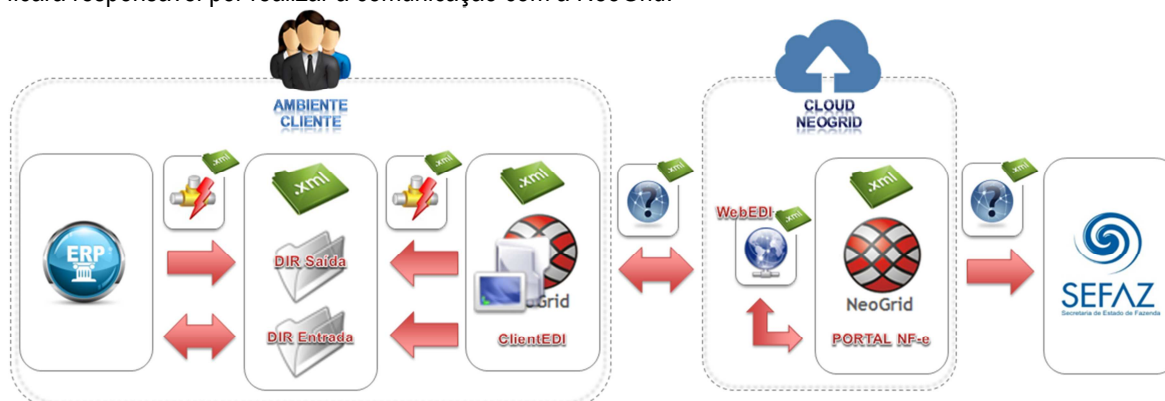 ficará responsável por realizar a comunicação com a NeoGrid.
AMBIENTE
CLIENTE
CLOUD
NEOGRID
.xml
.xml
.xml
.xml
.xml
.xml
.xml
.xml
.xml
ERP
DIR Saída
DIR Entrada
Grid
ClientEDI
WebEDI
NeoGrid
PORTAL NF-e
SEFAZ
Secretaria de Estado de Fazenda